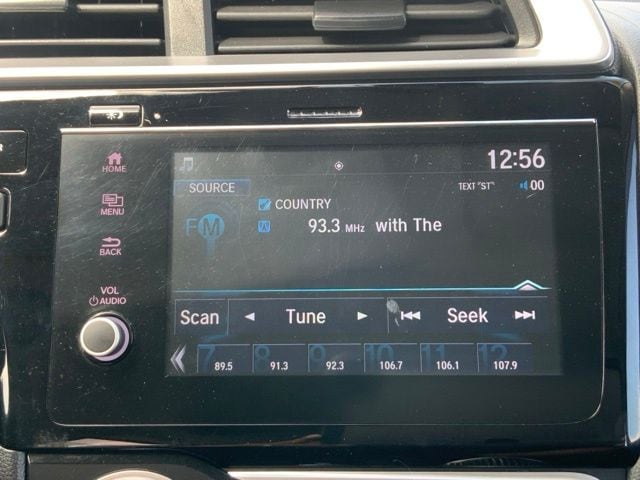 12:56
HOME
SOURCE
TEXT "ST"
00
COUNTRY
MENU
FM
93.3 MHz with The
BACK
VOL
AUDIO
Scan
Tune
Seek
7 8 9 10 11 12
89.5 91.3 92.3 106.7 106.1 107.9